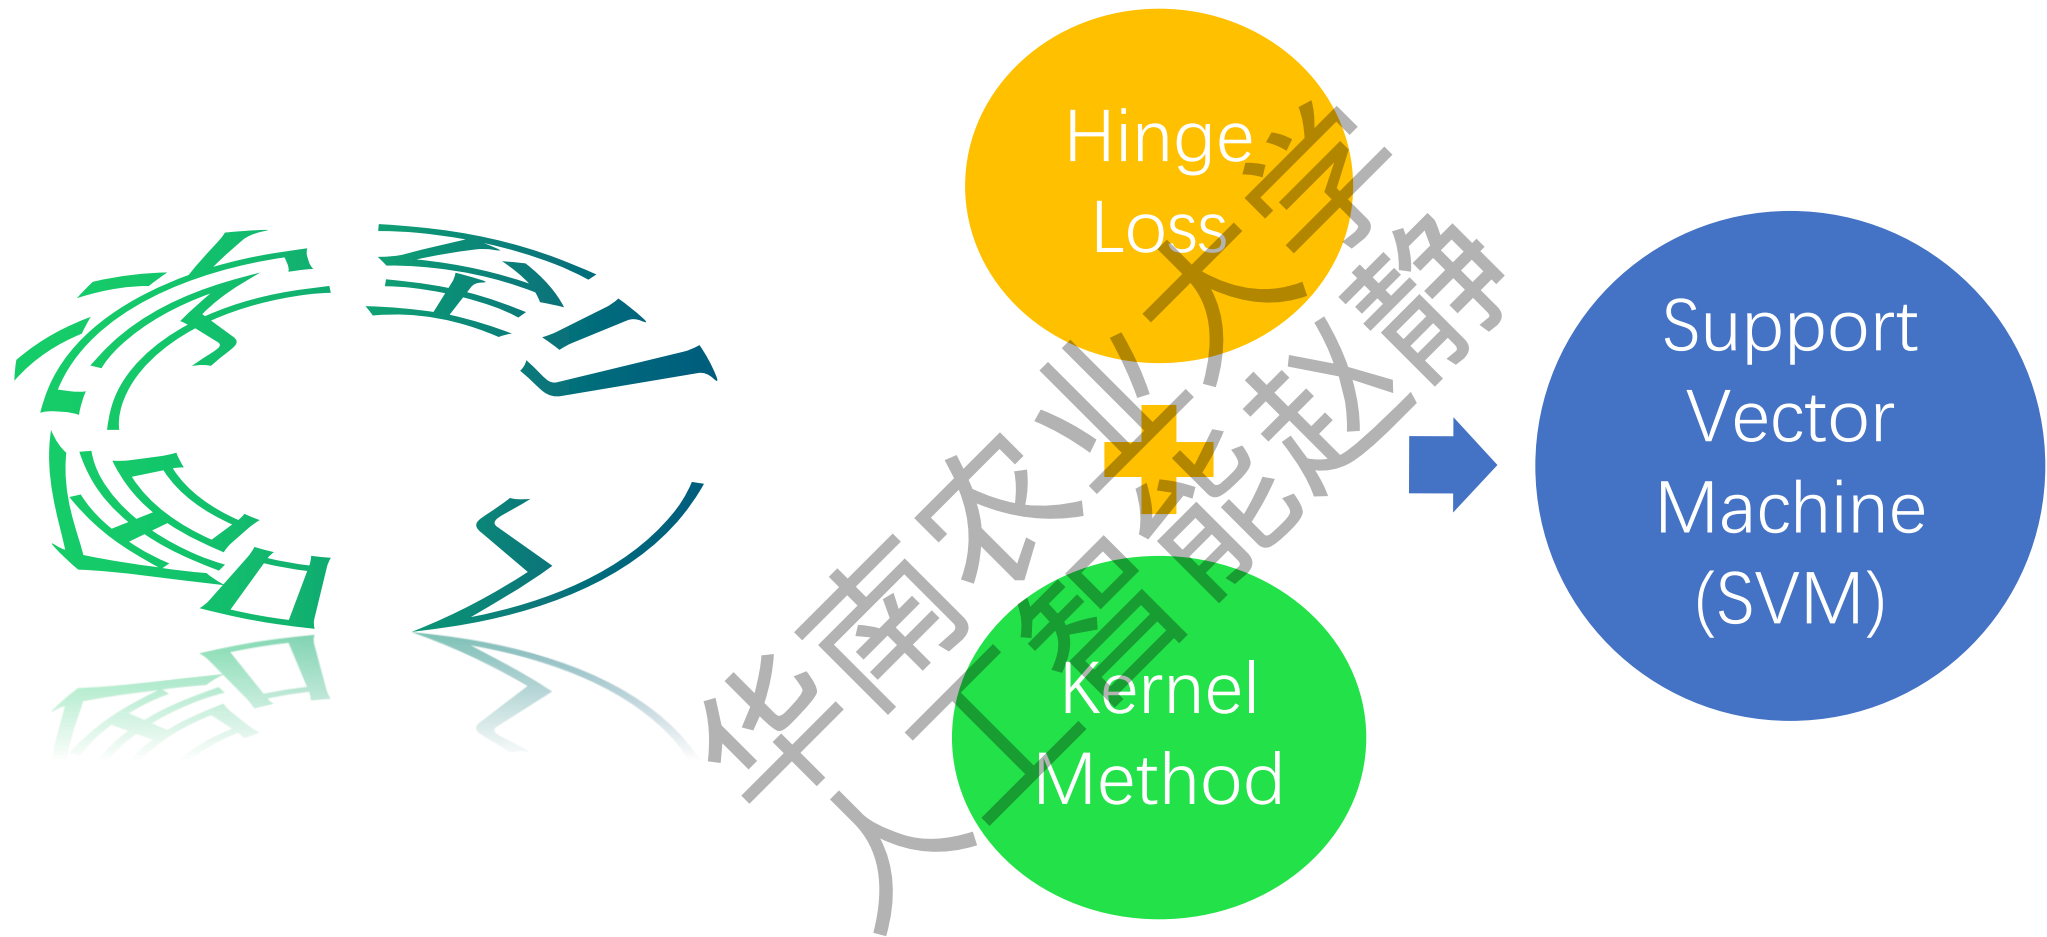 Hinge
Loss
Kernel
Method
Support
Vector
Machine
(SVM)
华南农业大学
人工智能赵静